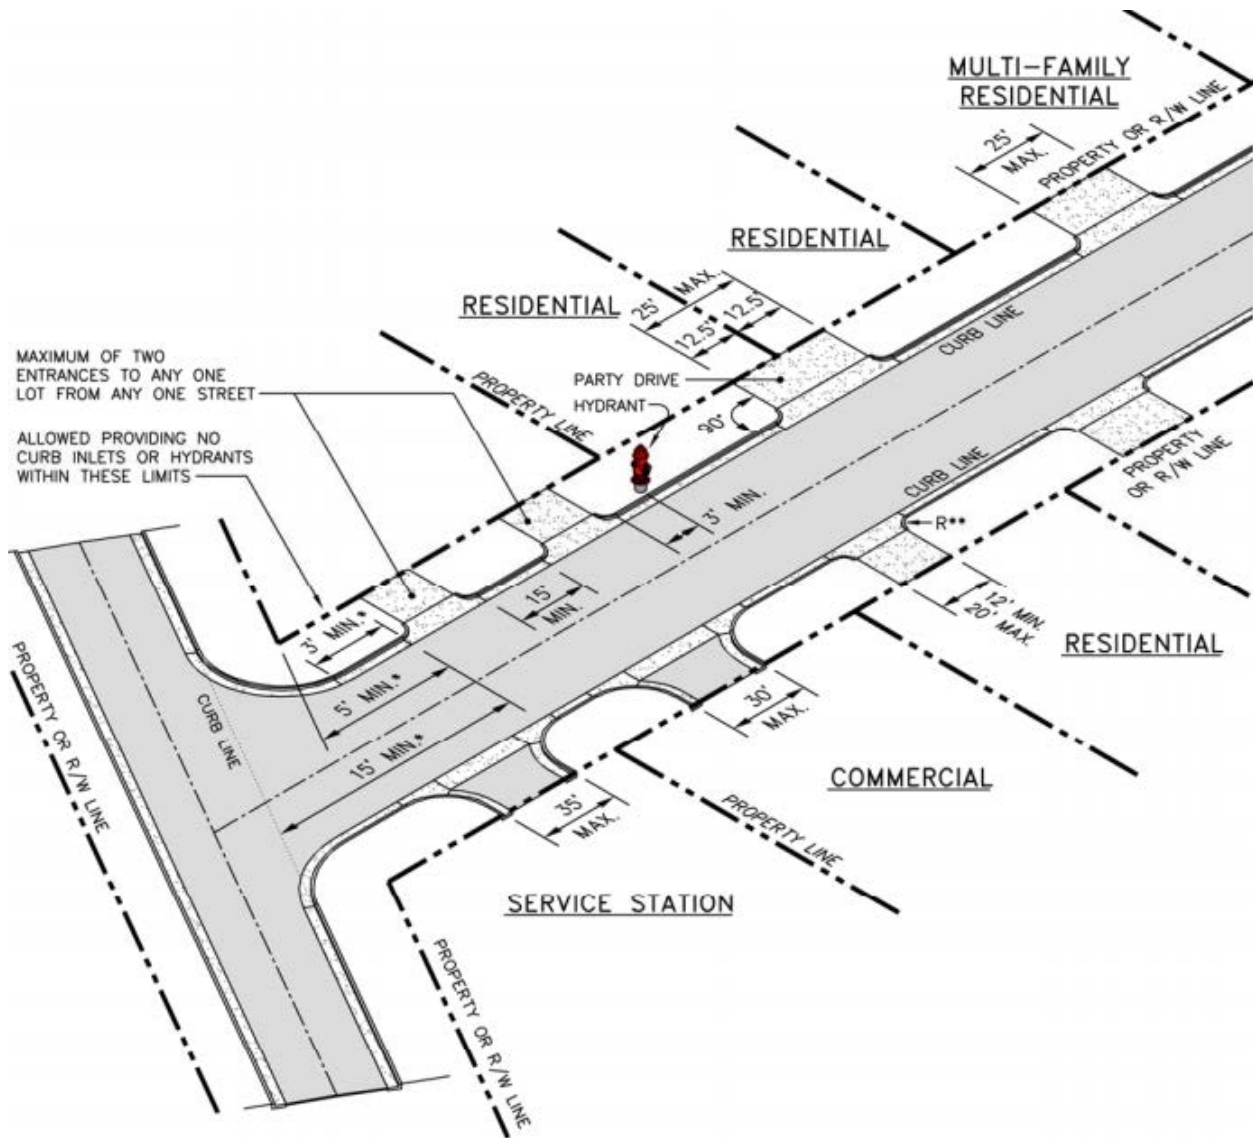 MULTI-FAMILY
RESIDENTIAL
25'
MAX.
PROPERTY OR R/W LINE
RESIDENTIAL
25' MAX.
12.5' 12.5'
RESIDENTIAL
CURB LINE
MAXIMUM OF TWO
ENTRANCES TO ANY ONE
LOT FROM ANY ONE STREET
PROPERTY LINE
PARTY DRIVE
HYDRANT
90°
ALLOWED PROVIDING NO
CURB INLETS OR HYDRANTS
WITHIN THESE LIMITS
3' MIN.
CURB LINE
PROPERTY
OR R/W LINE
R**
15'
MIN.
12' MIN.
20' MAX.
3' MIN.*
RESIDENTIAL
5' MIN.*
PROPERTY OR R/W LINE
CURB LINE
15' MIN.*
30'
MAX.
COMMERCIAL
35'
MAX.
PROPERTY LINE
SERVICE STATION
PROPERTY OR R/W LINE